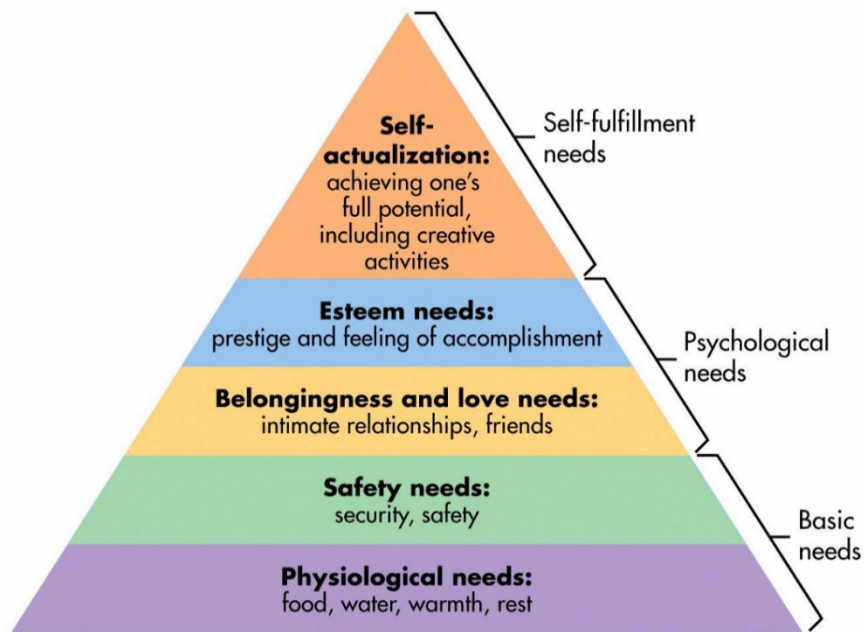 Self-
actualization:
achieving one's
full potential,
including creative
activities
Self-fulfillment
needs
Esteem needs:
prestige and feeling of accomplishment
Psychological
needs
Belongingness and love needs:
intimate relationships, friends
Safety needs:
security, safety
Basic
needs
Physiological needs:
food, water, warmth, rest